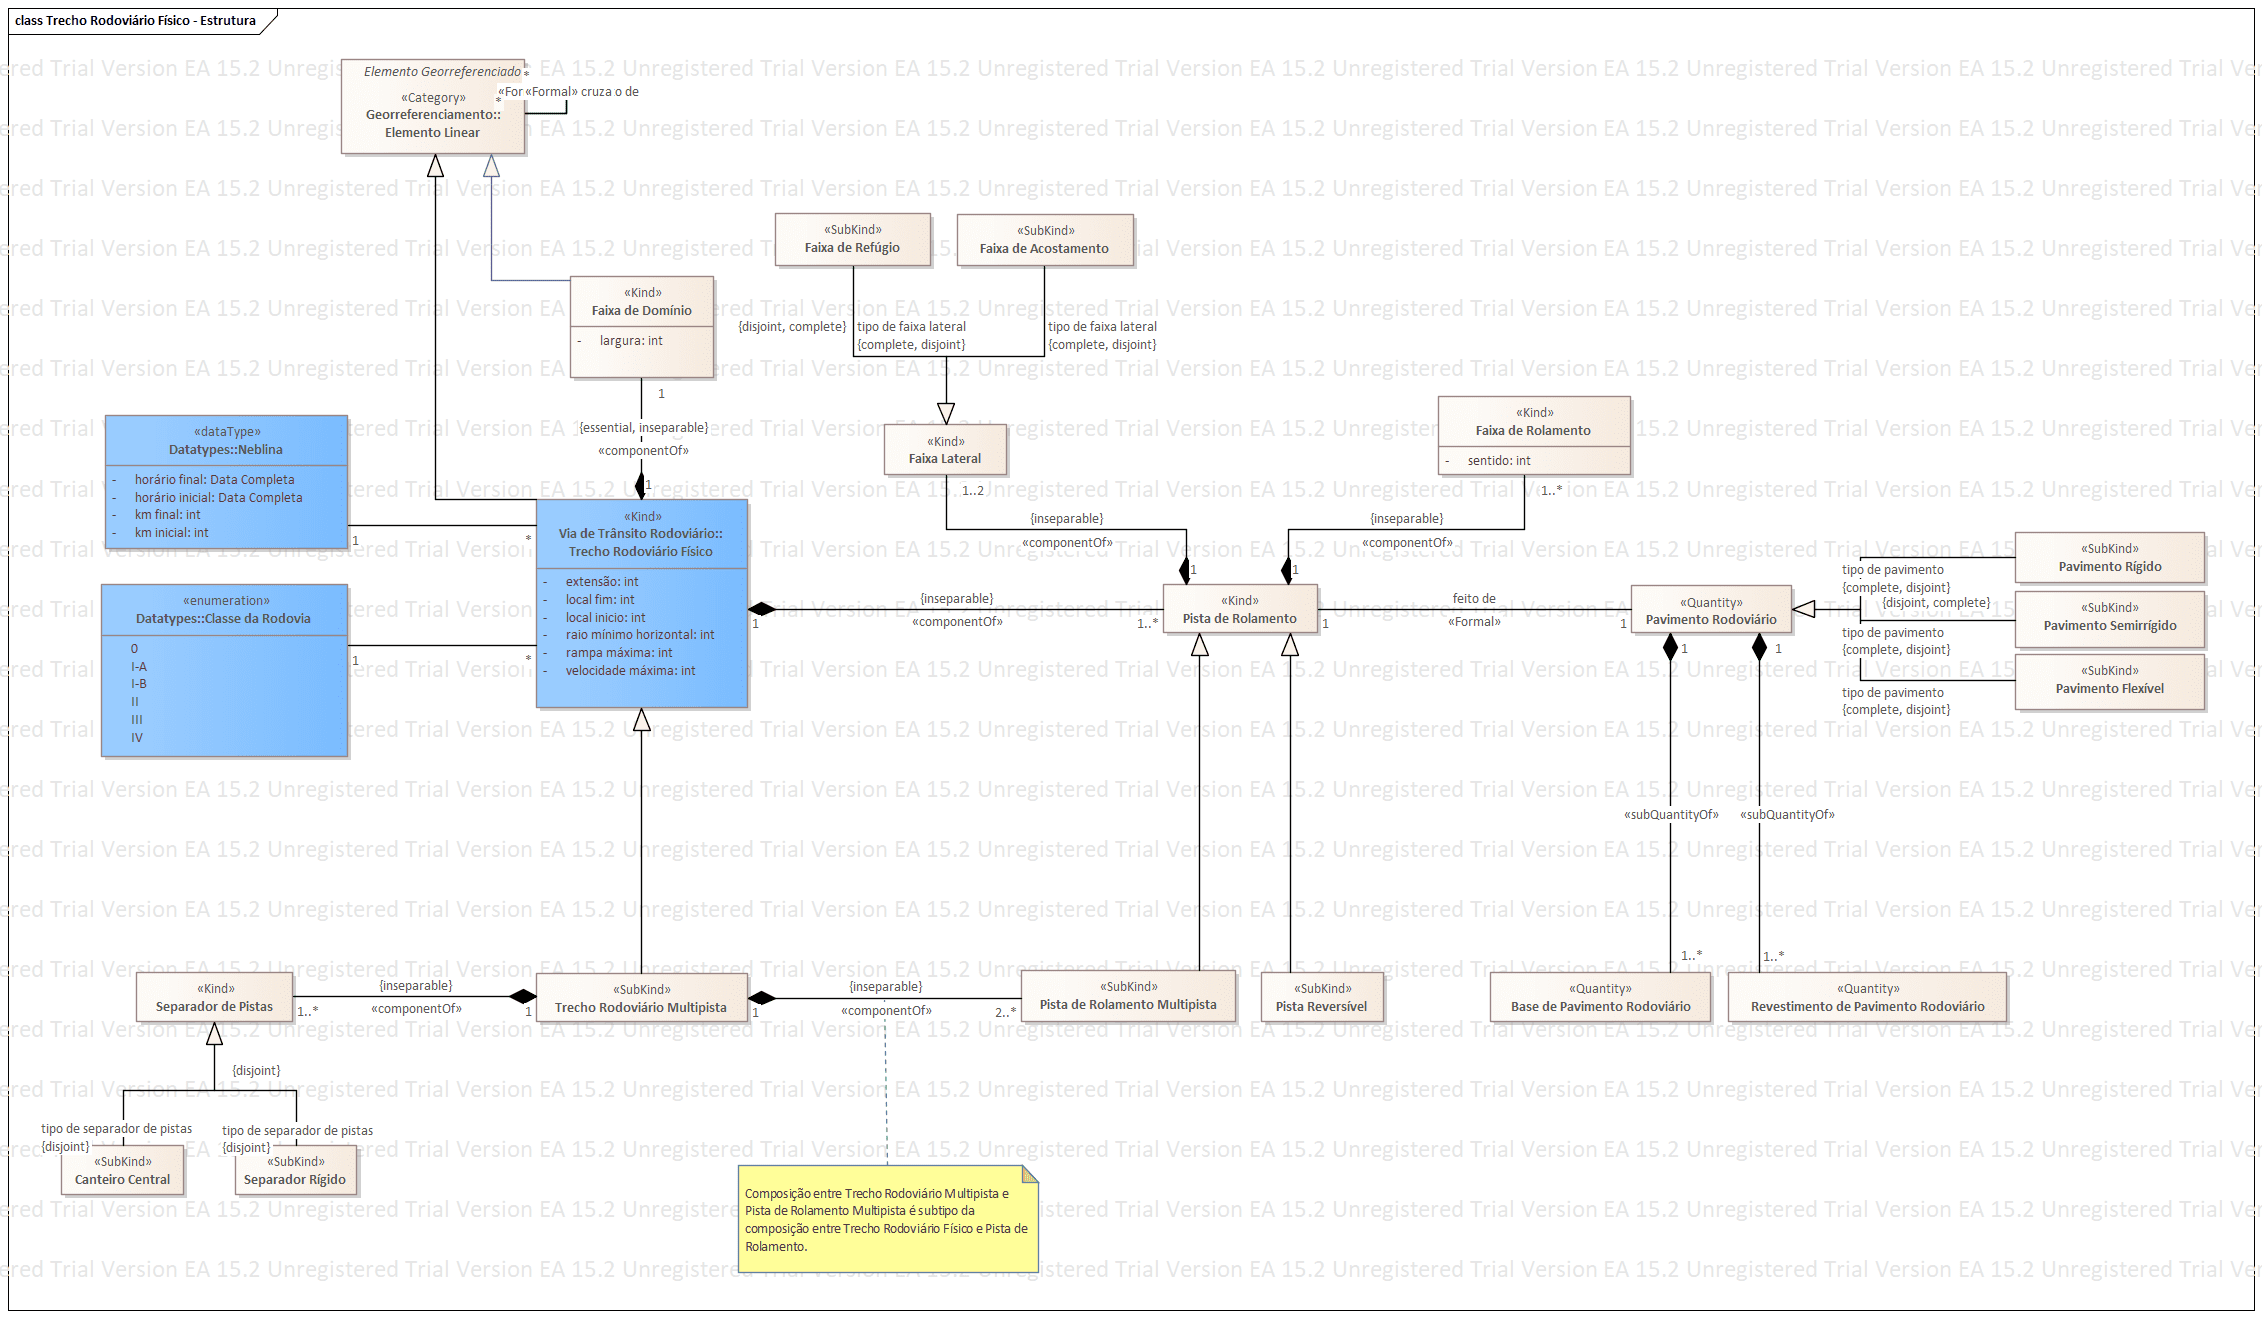 class Trecho Rodoviário Físico - Estrutura
Elemento Georreferenciado
«Category»
Georreferenciamento::
Elemento Linear
*
*
«For «Formal» cruza o de
«SubKind»
Faixa de Refúgio
«SubKind»
Faixa de Acostamento
«Kind»
Faixa de Domínio
- largura: int
{disjoint, complete}
tipo de faixa lateral
{complete, disjoint}
tipo de faixa lateral
{complete, disjoint}
1
{essential, inseparable}
«componentOf»
1
«dataType»
Datatypes::Neblina
- horário final: Data Completa
- horário inicial: Data Completa
- km final: int
- km inicial: int
1
*
«Kind»
Faixa Lateral
1..2
«Kind»
Faixa de Rolamento
- sentido: int
1..*
{inseparable}
«componentOf»
1
{inseparable}
«componentOf»
1
«Kind»
Via de Trânsito Rodoviário::
Trecho Rodoviário Físico
- extensão: int
- local fim: int
- local inicio: int
- raio mínimo horizontal: int
- rampa máxima: int
- velocidade máxima: int
«enumeration»
Datatypes::Classe da Rodovia
0
I-A
I-B
II
III
IV
1
*
{inseparable}
«componentOf»
1
1..*
«Kind»
Pista de Rolamento
feito de
«Formal»
1
1
«Quantity»
Pavimento Rodoviário
tipo de pavimento
{complete, disjoint}
{disjoint, complete}
tipo de pavimento
{complete, disjoint}
tipo de pavimento
{complete, disjoint}
«SubKind»
Pavimento Rígido
«SubKind»
Pavimento Semirrígido
«SubKind»
Pavimento Flexível
1
1
«subQuantityOf»
«subQuantityOf»
1..*
1..*
«Kind»
Separador de Pistas
{inseparable}
«componentOf»
1..*
1
«SubKind»
Trecho Rodoviário Multipista
{inseparable}
«componentOf»
1
2..*
«SubKind»
Pista de Rolamento Multipista
«SubKind»
Pista Reversível
«Quantity»
Base de Pavimento Rodoviário
«Quantity»
Revestimento de Pavimento Rodoviário
{disjoint}
tipo de separador de pistas
{disjoint}
tipo de separador de pistas
{disjoint}
«SubKind»
Canteiro Central
«SubKind»
Separador Rígido
Composição entre Trecho Rodoviário Multipista e
Pista de Rolamento Multipista é subtipo da
composição entre Trecho Rodoviário Físico e Pista de
Rolamento.
Unregistered Trial Version EA 15.2